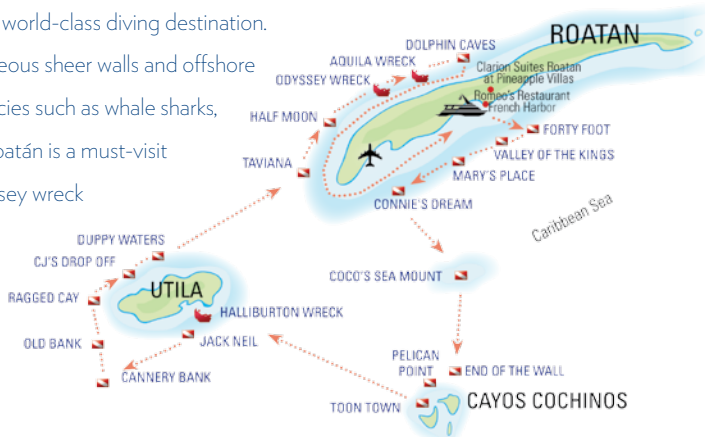 world-class diving destination.
eous sheer walls and offshore
cies such as whale sharks,
oatán is a must-visit
sey wreck
ROATAN
DOLPHIN CAVES
AQUILA WRECK
ODYSSEY WRECK
Clarion Suites Roatan
at Pineapple Villas
Romeo's Restaurant
French Harbor
HALF MOON
FORTY FOOT
VALLEY OF THE KINGS
TAVIANA
MARY'S PLACE
CONNIE'S DREAM
Caribbean Sea
DUPPY WATERS
CJ'S DROP OFF
COCO'S SEA MOUNT
UTILA
RAGGED CAY
HALLIBURTON WRECK
OLD BANK
JACK NEIL
PELICAN
POINT
END OF THE WALL
CANNERY BANK
TOON TOWN
CAYOS COCHINOS